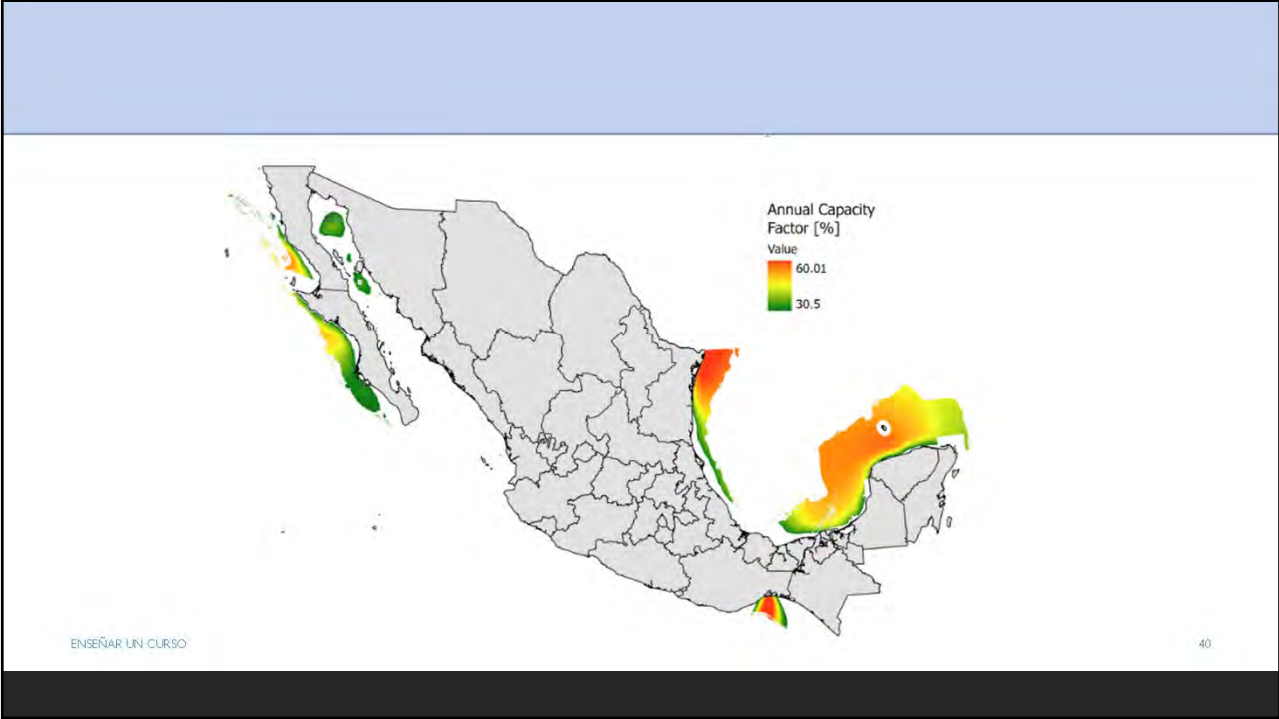 Annual Capacity
Factor [%]
Value
60.01
30.5
ENSEÑAR UN CURSO
40